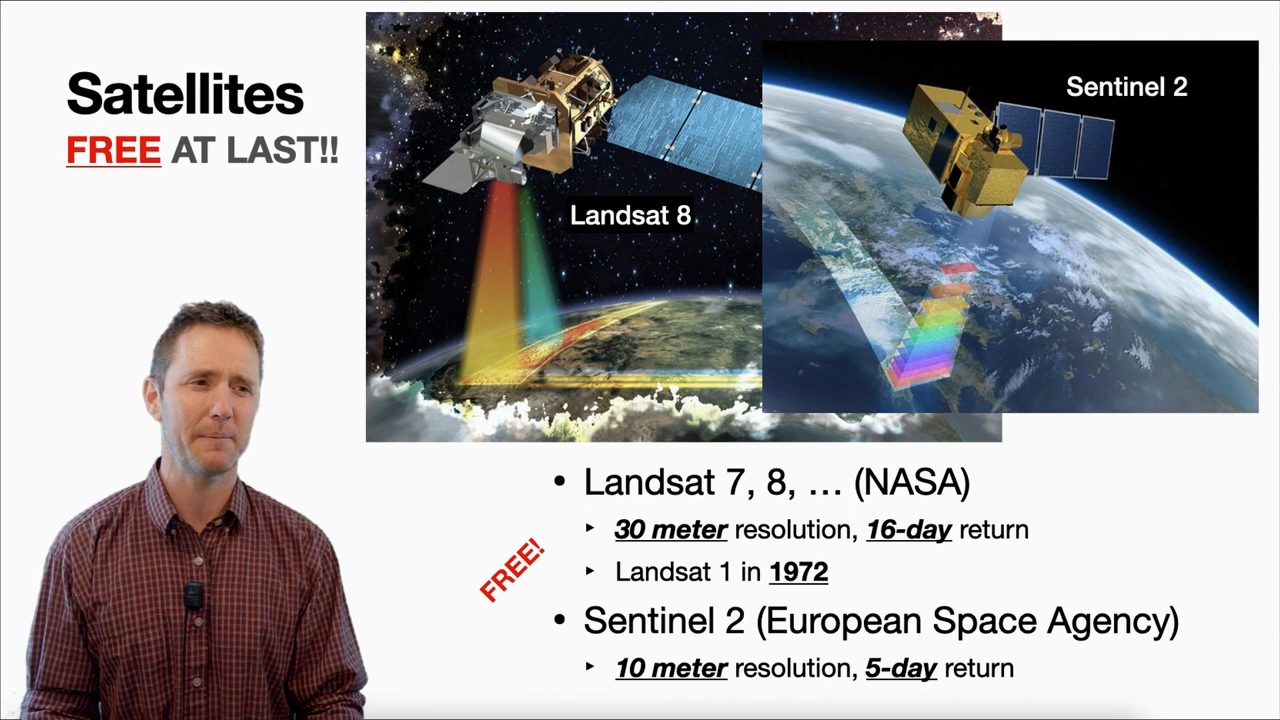 Satellites
FREE AT LAST!!
Landsat 8
Sentinel 2
• Landsat 7, 8, … (NASA)
‣ 30 meter resolution, 16-day return
‣ Landsat 1 in 1972
FREE!
• Sentinel 2 (European Space Agency)
‣ 10 meter resolution, 5-day return